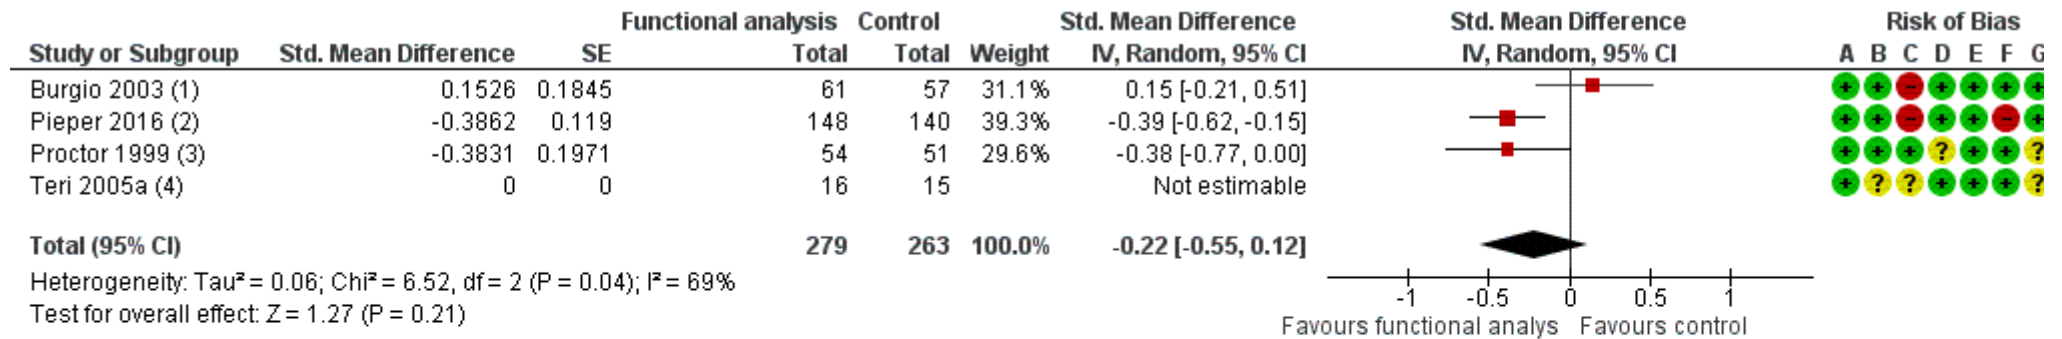 Functional analysis Control Std. Mean Difference Std. Mean Difference Risk of Bias
Study or Subgroup Std. Mean Difference SE Total Total Weight IV, Random, 95% CI IV, Random, 95% CI A B C D E F G
Burgio 2003 (1) 0.1526 0.1845 61 57 31.1% 0.15 [-0.21, 0.51] + + - + + + +
Pieper 2016 (2) -0.3862 0.119 148 140 39.3% -0.39 [-0.62, -0.15] + + - + + - +
Proctor 1999 (3) -0.3831 0.1971 54 51 29.6% -0.38 [-0.77, 0.00] + + + ? + + ?
Teri 2005a (4) 0 0 16 15 Not estimable + ? ? + + + ?
Total (95% CI) 279 263 100.0% -0.22 [-0.55, 0.12]
Heterogeneity: Tau² = 0.06; Chi² = 6.52, df = 2 (P = 0.04); I² = 69%
Test for overall effect: Z = 1.27 (P = 0.21)
-1 -0.5 0 0.5 1
Favours functional analys Favours control